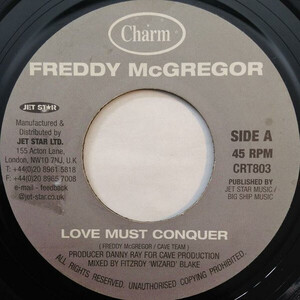 Charm
FREDDY McGREGOR
JET STAR
Manufactured &
Distributed by
JET STAR LTD.
155 Acton Lane,
London, NW10 7NJ, U.K
T: +44(0)20 8961 5818
F: +44(0)20 8965 7008
e-mail - feedback
@jet-star.co.uk
SIDE A
45 RPM
CRT803
PUBLISHED BY
JET STAR MUSIC /
BIG SHIP MUSIC
LOVE MUST CONQUER
( FREDDY McGREGOR / CAVE TEAM )
PRODUCER DANNY RAY FOR CAVE PRODUCTION
MIXED BY FITZROY 'WIZARD' BLAKE
ALL RIGHTS RESERVED. UNAUTHORISED COPYING PROHIBITED.